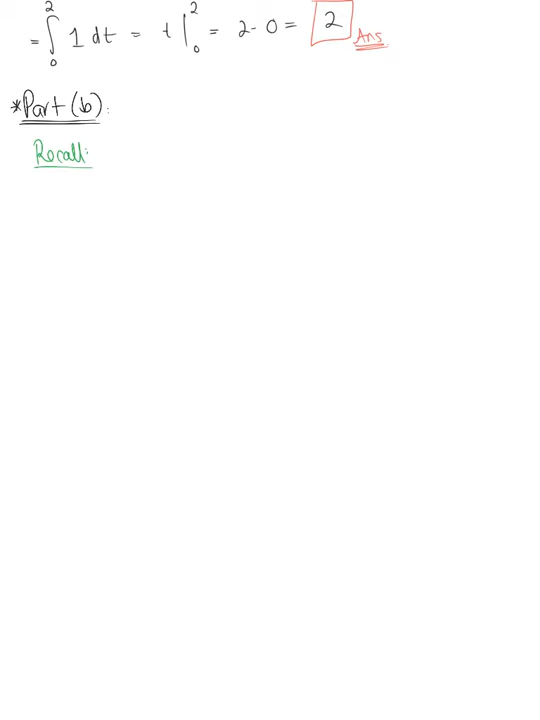 = ∫₀² 1 dt = t |₀² = 2 - 0 = 2 Ans
*Part (b):
Recall: